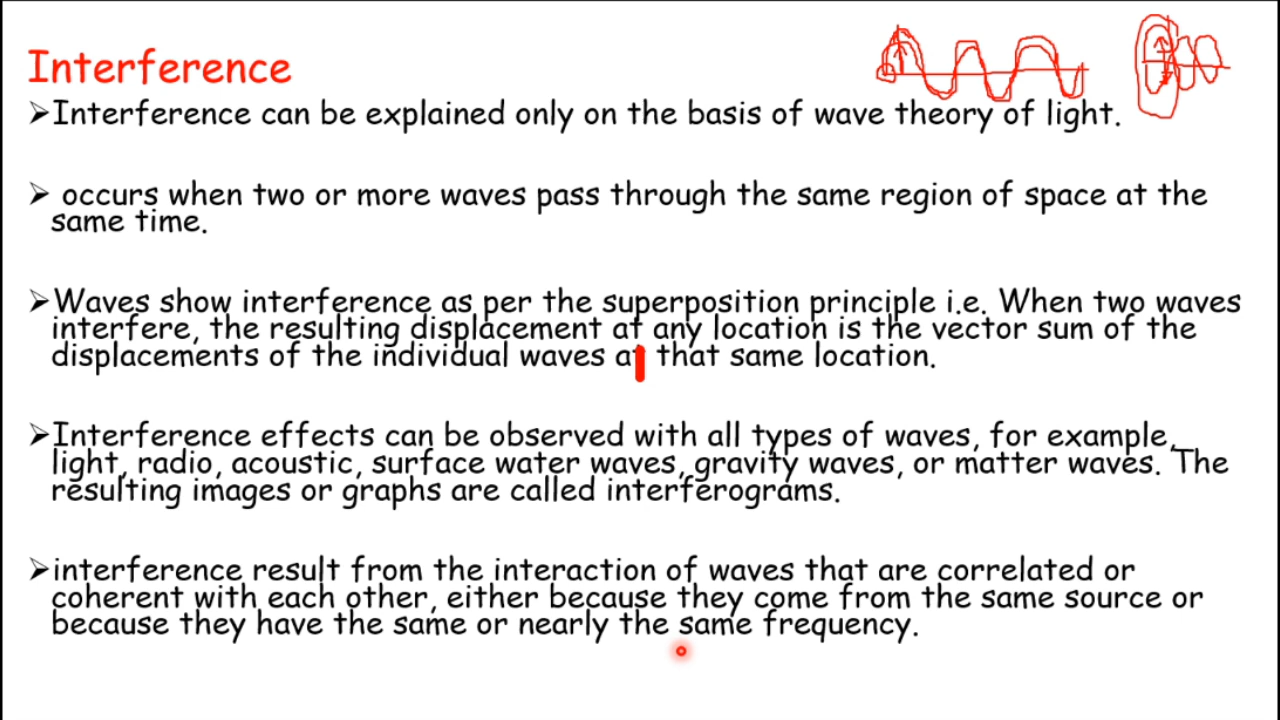 Interference
➢Interference can be explained only on the basis of wave theory of light.
➢ occurs when two or more waves pass through the same region of space at the
same time.
➢Waves show interference as per the superposition principle i.e. When two waves
interfere, the resulting displacement at any location is the vector sum of the
displacements of the individual waves at that same location.
➢Interference effects can be observed with all types of waves, for example,
light, radio, acoustic, surface water waves, gravity waves, or matter waves. The
resulting images or graphs are called interferograms.
➢interference result from the interaction of waves that are correlated or
coherent with each other, either because they come from the same source or
because they have the same or nearly the same frequency.